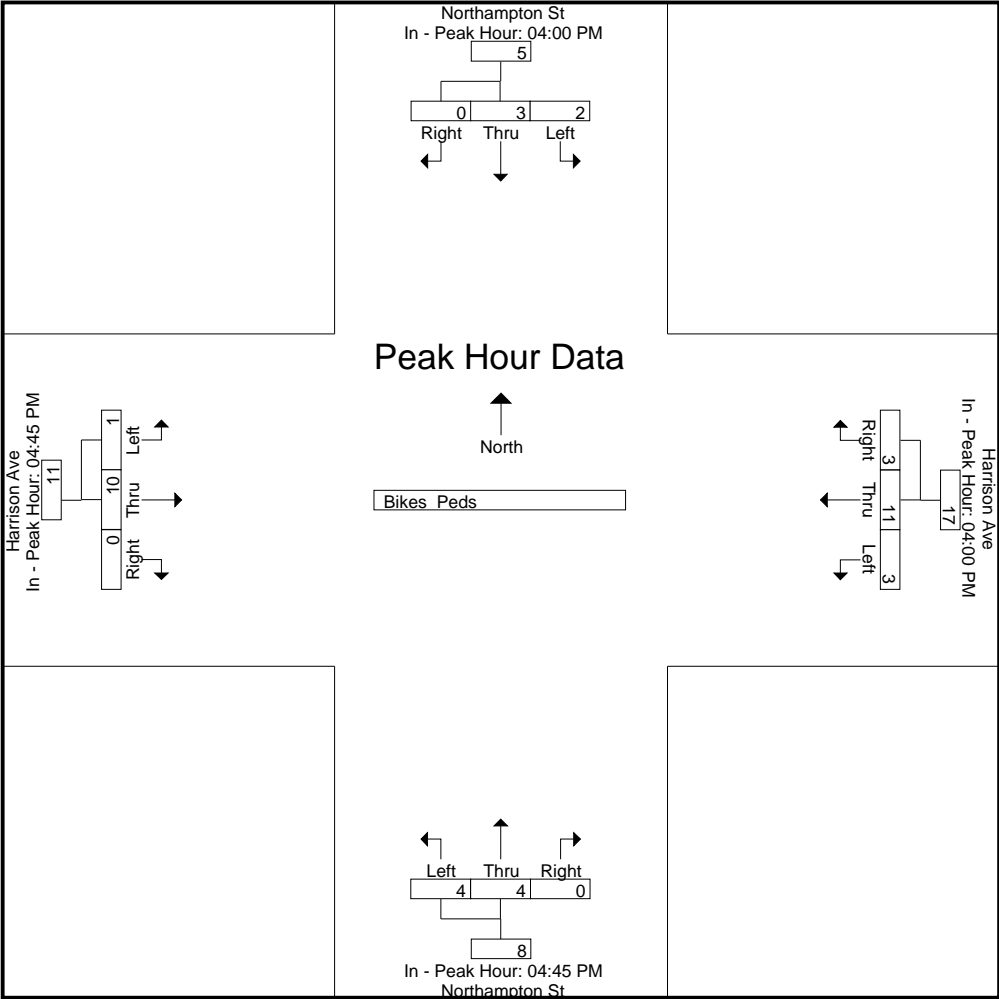 Northampton St
In - Peak Hour: 04:00 PM
5
0 3 2
Right Thru Left
Peak Hour Data
North
Bikes Peds
Harrison Ave
In - Peak Hour: 04:45 PM
11
1 10 0
Left Thru Right
Harrison Ave
In - Peak Hour: 04:00 PM
17
3 11 3
Right Thru Left
Left Thru Right
4 4 0
8
In - Peak Hour: 04:45 PM
Northampton St